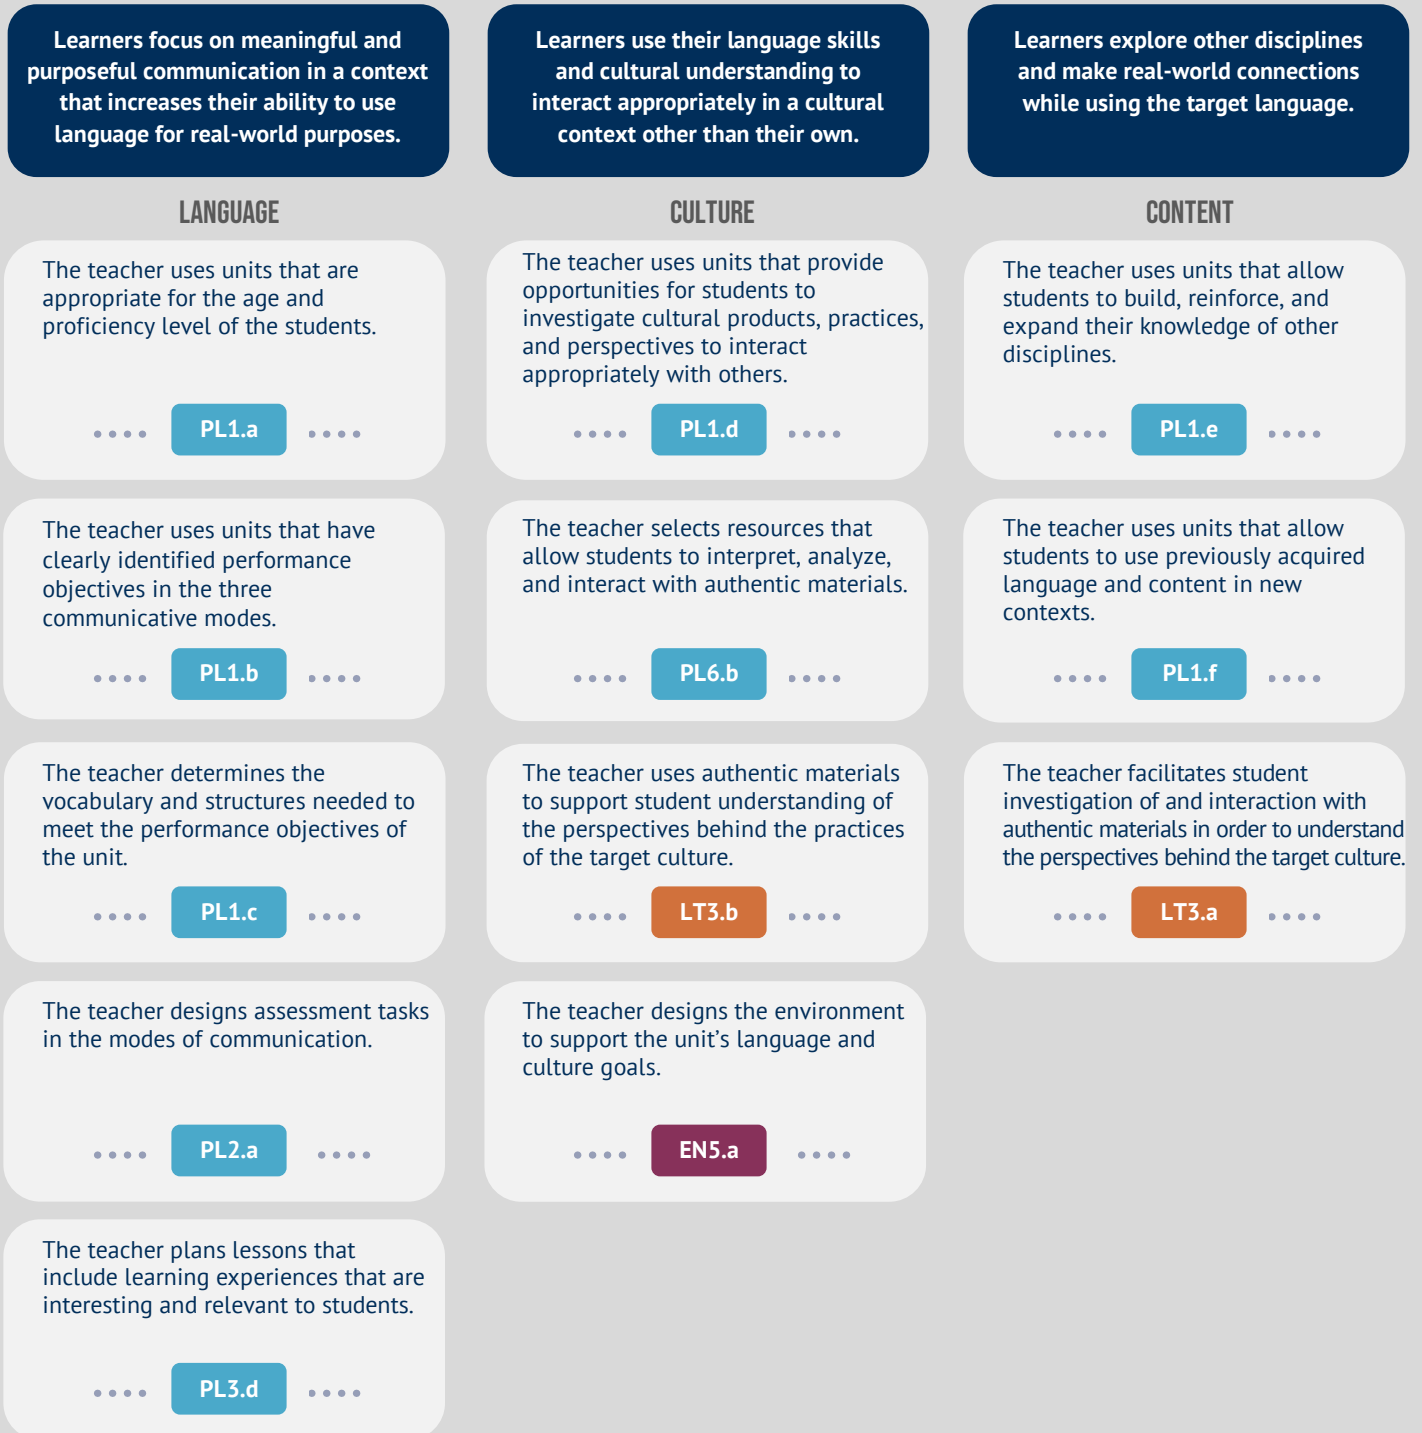 Learners focus on meaningful and
purposeful communication in a context
that increases their ability to use
language for real-world purposes.
LANGUAGE
The teacher uses units that are
appropriate for the age and
proficiency level of the students.
PL1.a
The teacher uses units that have
clearly identified performance
objectives in the three
communicative modes.
PL1.b
The teacher determines the
vocabulary and structures needed to
meet the performance objectives of
the unit.
PL1.c
The teacher designs assessment tasks
in the modes of communication.
PL2.a
The teacher plans lessons that
include learning experiences that are
interesting and relevant to students.
PL3.d
Learners use their language skills
and cultural understanding to
interact appropriately in a cultural
context other than their own.
CULTURE
The teacher uses units that provide
opportunities for students to
investigate cultural products, practices,
and perspectives to interact
appropriately with others.
PL1.d
The teacher selects resources that
allow students to interpret, analyze,
and interact with authentic materials.
PL6.b
The teacher uses authentic materials
to support student understanding of
the perspectives behind the practices
of the target culture.
LT3.b
The teacher designs the environment
to support the unit’s language and
culture goals.
EN5.a
Learners explore other disciplines
and make real-world connections
while using the target language.
CONTENT
The teacher uses units that allow
students to build, reinforce, and
expand their knowledge of other
disciplines.
PL1.e
The teacher uses units that allow
students to use previously acquired
language and content in new
contexts.
PL1.f
The teacher facilitates student
investigation of and interaction with
authentic materials in order to understand
the perspectives behind the target culture.
LT3.a